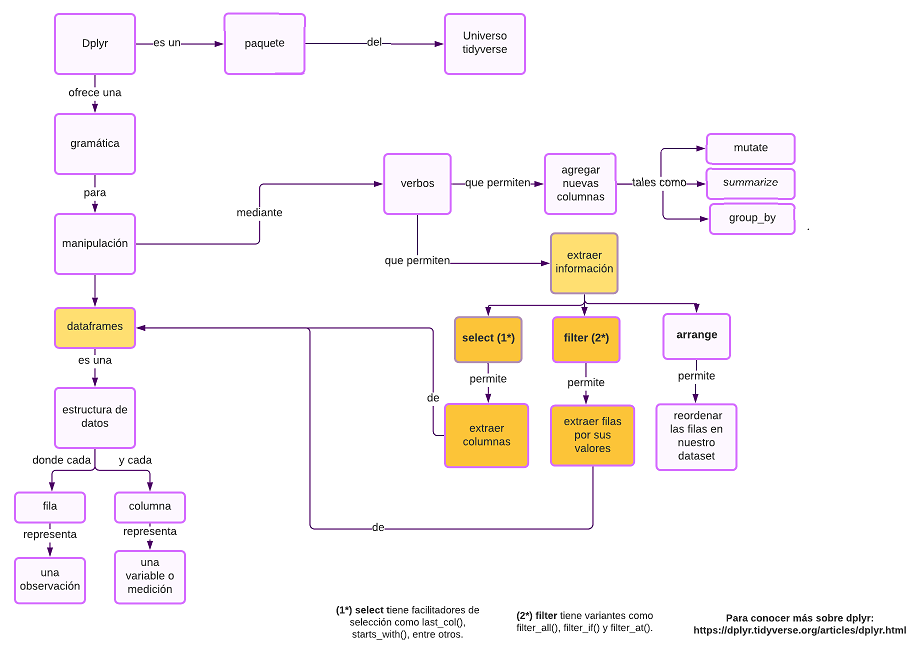 Dplyr
es un
paquete
del
Universo
tidyverse
ofrece una
gramática
para
manipulación
mediante
verbos
que permiten
agregar
nuevas
columnas
tales como
mutate
summarize
group_by
.
que permiten
extraer
información
dataframes
select (1*)
filter (2*)
arrange
es una
permite
permite
permite
estructura de
datos
de
extraer
columnas
extraer filas
por sus
valores
reordenar
las filas en
nuestro
dataset
donde cada
y cada
fila
columna
de
representa
representa
una
observación
una
variable o
medición
(1*) select tiene facilitadores de
selección como last_col(),
starts_with(), entre otros.
(2*) filter tiene variantes como
filter_all(), filter_if() y filter_at().
Para conocer más sobre dplyr:
https://dplyr.tidyverse.org/articles/dplyr.html